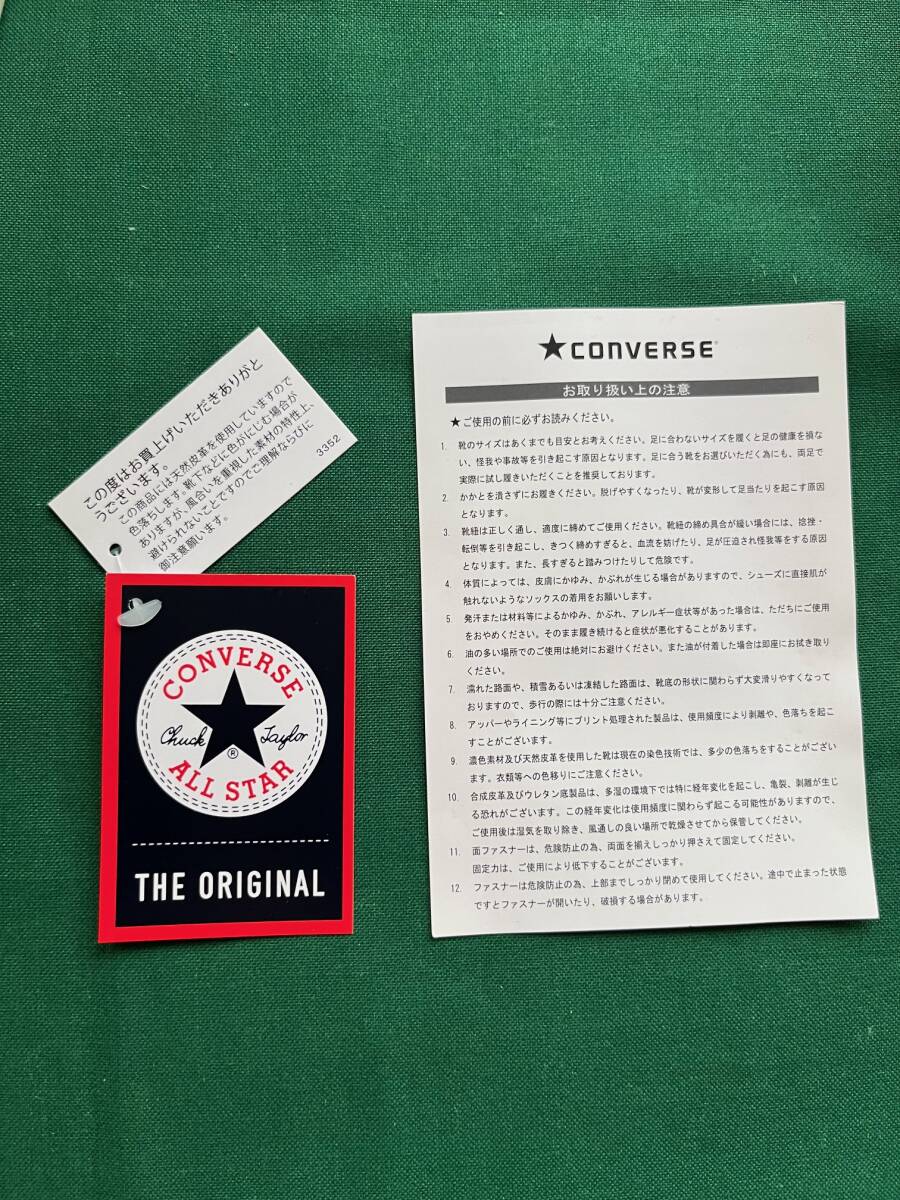 この度はお買上げいただきありがと
うございます。
この商品には天然皮革を使用していますので
色落ちします。靴下などに色がにじむ場合が
ありますが、風合いを重視した素材の特性上、
避けられないことですのでご理解ならびに
御注意願います。
3352
CONVERSE
Chuck Taylor
®
ALL STAR
THE ORIGINAL
★CONVERSE®
お取り扱い上の注意
★ご使用の前に必ずお読みください。
1. 靴のサイズはあくまでも目安とお考えください。足に合わないサイズを履くと足の健康を損な
い、怪我や事故等を引き起こす原因となります。足に合う靴をお選びいただく為にも、両足で
実際に試し履きいただくことを推奨しております。
2. かかとを潰さずにお履きください。脱げやすくなったり、靴が変形して足当たりを起こす原因
となります。
3. 靴紐は正しく通し、適度に締めてご使用ください。靴紐の締め具合が緩い場合には、捻挫・
転倒等を引き起こし、きつく締めすぎると、血流を妨げたり、足が圧迫され怪我等をする原因
となります。また、長すぎると踏みつけたりして危険です。
4. 体質によっては、皮膚にかゆみ、かぶれが生じる場合がありますので、シューズに直接肌が
触れないようなソックスの着用をお願いします。
5. 発汗または材料等によるかゆみ、かぶれ、アレルギー症状等があった場合は、ただちにご使用
をおやめください。そのまま履き続けると症状が悪化することがあります。
6. 油の多い場所でのご使用は絶対にお避けください。また油が付着した場合は即座にお拭き取り
ください。
7. 濡れた路面や、積雪あるいは凍結した路面は、靴底の形状に関わらず大変滑りやすくなって
おりますので、歩行の際には十分ご注意ください。
8. アッパーやライニング等にプリント処理された製品は、使用頻度により剥離や、色落ちを起こ
すことがございます。
9. 濃色素材及び天然皮革を使用した靴は現在の染色技術では、多少の色落ちをすることがござい
ます。衣類等への色移りにご注意ください。
10. 合成皮革及びウレタン底製品は、多湿の環境下では特に経年変化を起こし、亀裂、剥離が生じ
る恐れがございます。この経年変化は使用頻度に関わらず起こる可能性がありますので、
ご使用後は湿気を取り除き、風通しの良い場所で乾燥させてから保管してください。
11. 面ファスナーは、危険防止の為、両面を揃えしっかり押さえて固定してください。
固定力は、ご使用により低下することがございます。
12. ファスナーは危険防止の為、上部までしっかり閉めて使用してください。途中で止まった状態
ですとファスナーが開いたり、破損する場合があります。